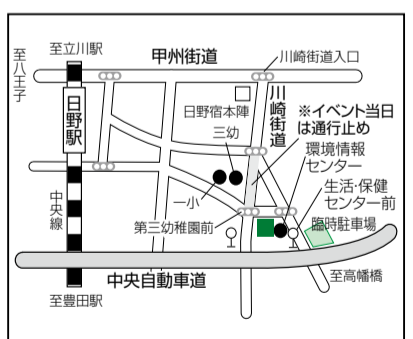 至立川駅
甲州街道
川崎街道入口
至八王子
日野駅
日野宿本陣
川崎街道
※イベント当日
は通行止め
三幼
環境情報
センター
一小
生活・保健
センター前
中央線
第三幼稚園前
臨時駐車場
中央自動車道
至高幡橋
至豊田駅